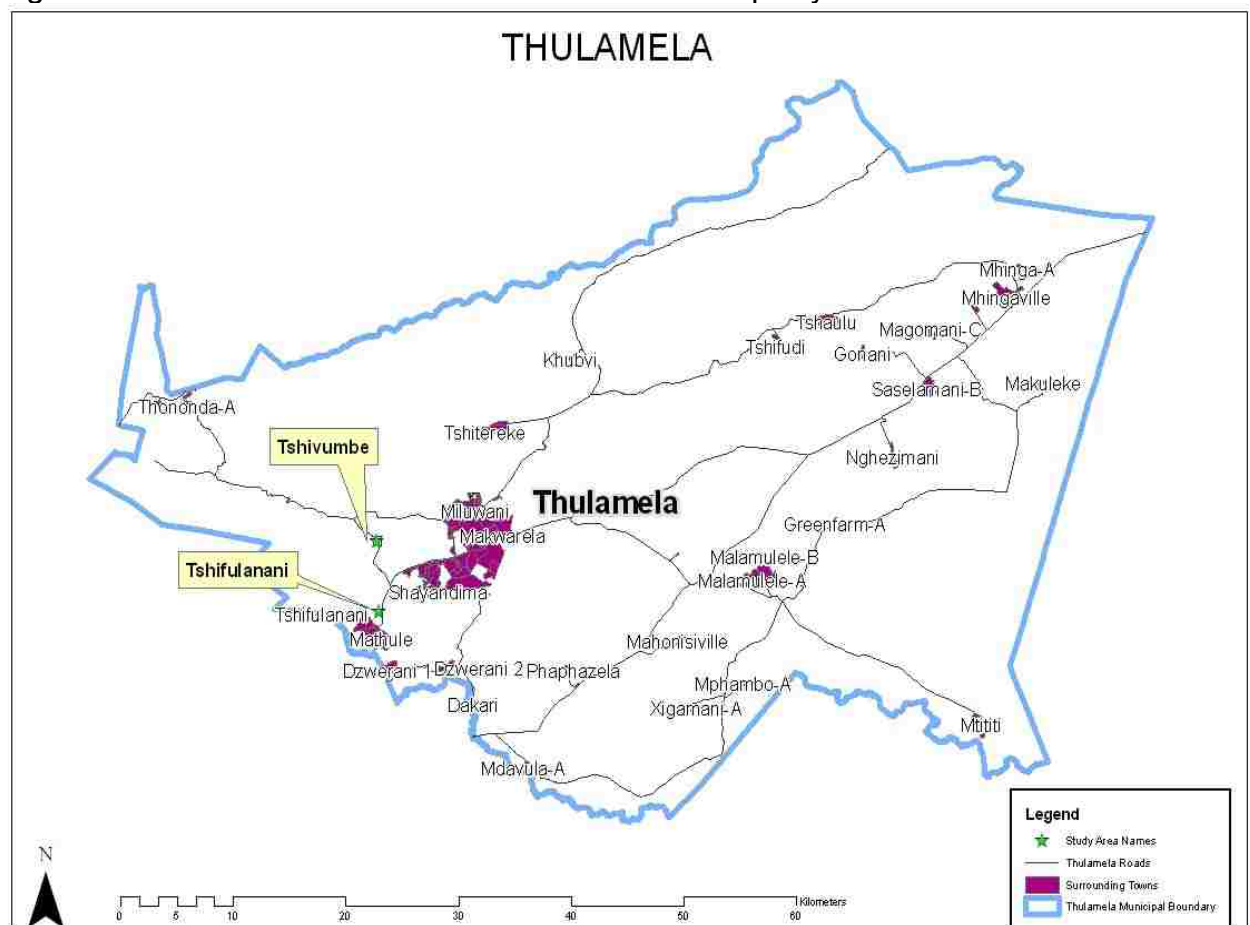 THULAMELA
Mhinga-A
Mhingaville
Tshaulu
Magomani-C
Tshifudi
Gonani
Khubvi
Saselamani-B
Makuleke
Thononda-A
Tshitereke
Tshivumbe
Nghezimani
Thulamela
Miluwani
Greenfarm-A
Makwarela
Malamulele-B
Tshifulanani
Malamulele-A
Shayandima
Tshifulanani
Mathule
Mahonisiville
Dzwerani 1
Dzwerani 2
Phaphazela
Mphambo-A
Dakari
Xigamani-A
Mtititi
Mdavula-A
Legend
Study Area Names
Thulamela Roads
Surrounding Towns
Thulamela Municipal Boundary
N
0 5 10 20 30 40 50 60 Kilometers